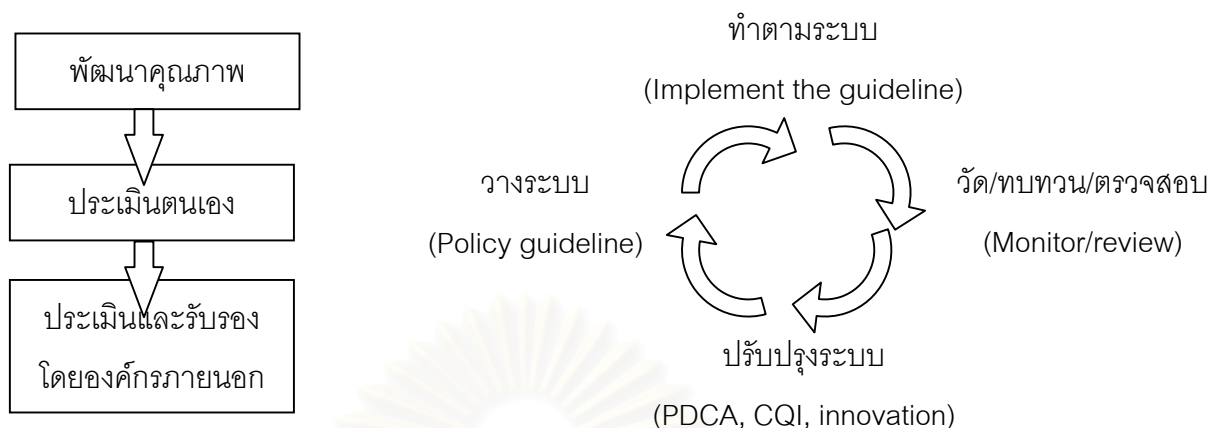 พัฒนาคุณภาพ
ประเมินตนเอง
ประเมินและรับรอง
โดยองค์กรภายนอก
ทำตามระบบ
(Implement the guideline)
วางระบบ
(Policy guideline)
วัด/ทบทวน/ตรวจสอบ
(Monitor/review)
ปรับปรุงระบบ
(PDCA, CQI, innovation)